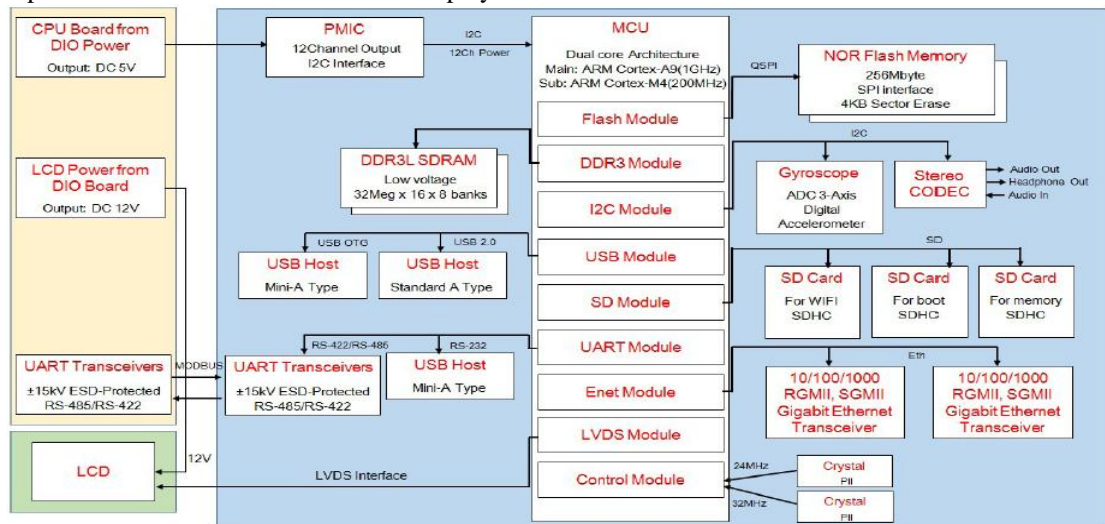 CPU Board from
DIO Power
Output: DC 5V
PMIC
12Channel Output
I2C Interface
I2C
12Ch Power
MCU
Dual core Architecture
Main: ARM Cortex-A9(1GHz)
Sub: ARM Cortex-M4(200MHz)
QSPI
NOR Flash Memory
256Mbyte
SPI interface
4KB Sector Erase
Flash Module
LCD Power from
DIO Board
Output: DC 12V
DDR3L SDRAM
Low voltage
32Meg x 16 x 8 banks
DDR3 Module
I2C
Gyroscope
ADC 3-Axis
Digital
Accelerometer
Stereo
CODEC
Audio Out
Headphone Out
Audio In
I2C Module
USB OTG
USB 2.0
USB Host
Mini-A Type
USB Host
Standard A Type
USB Module
SD
SD Card
For WIFI
SDHC
SD Card
For boot
SDHC
SD Card
For memory
SDHC
SD Module
UART Transceivers
±15kV ESD-Protected
RS-485/RS-422
MODBUS
RS-422/RS-485
RS-232
UART Transceivers
±15kV ESD-Protected
RS-485/RS-422
USB Host
Mini-A Type
UART Module
Eth
10/100/1000
RGMII, SGMII
Gigabit Ethernet
Transceiver
10/100/1000
RGMII, SGMII
Gigabit Ethernet
Transceiver
Enet Module
LVDS Module
LCD
12V
LVDS Interface
Control Module
24MHz
Crystal
Pll
32MHz
Crystal
Pll